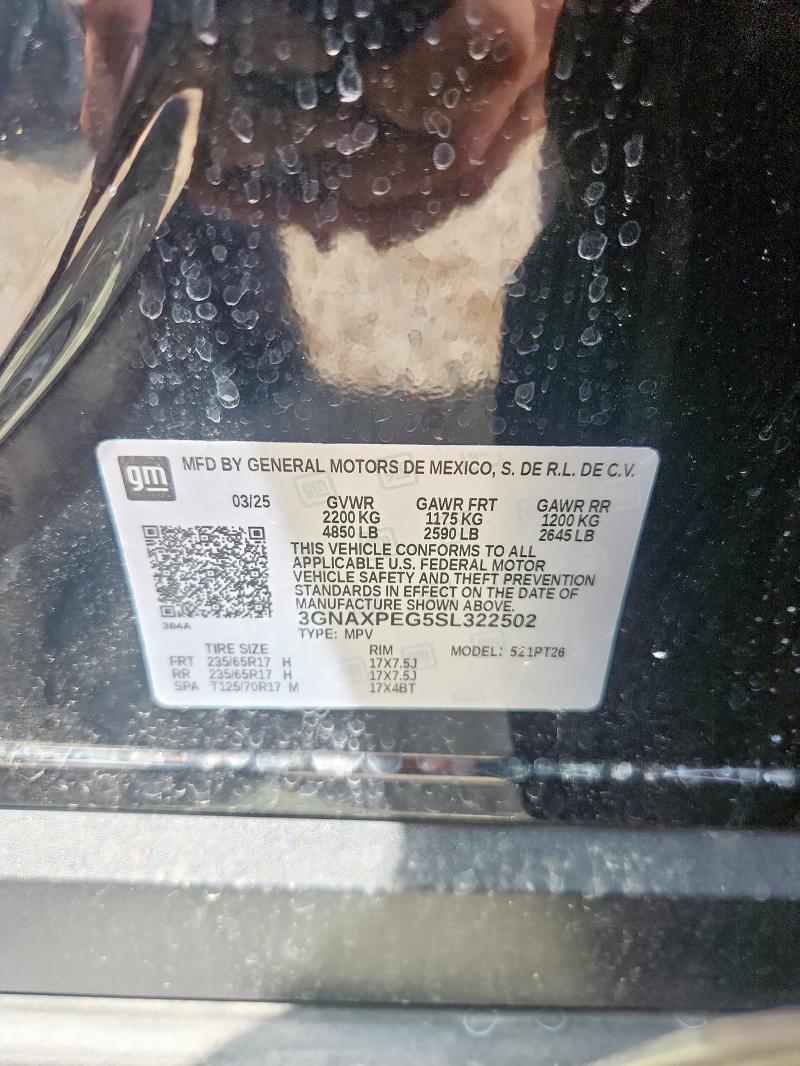 gm MFD BY GENERAL MOTORS DE MEXICO, S. DE R.L. DE C.V.
03/25 GVWR GAWR FRT GAWR RR
2200 KG 1175 KG 1200 KG
4850 LB 2590 LB 2645 LB
THIS VEHICLE CONFORMS TO ALL
APPLICABLE U.S. FEDERAL MOTOR
VEHICLE SAFETY AND THEFT PREVENTION
STANDARDS IN EFFECT ON THE DATE OF
MANUFACTURE SHOWN ABOVE.
3GNAXPEG5SL322502
384A
TYPE: MPV
TIRE SIZE RIM MODEL: 521PT26
FRT 235/65R17 H 17X7.5J
RR 235/65R17 H 17X7.5J
SPA T125/70R17 M 17X4BT